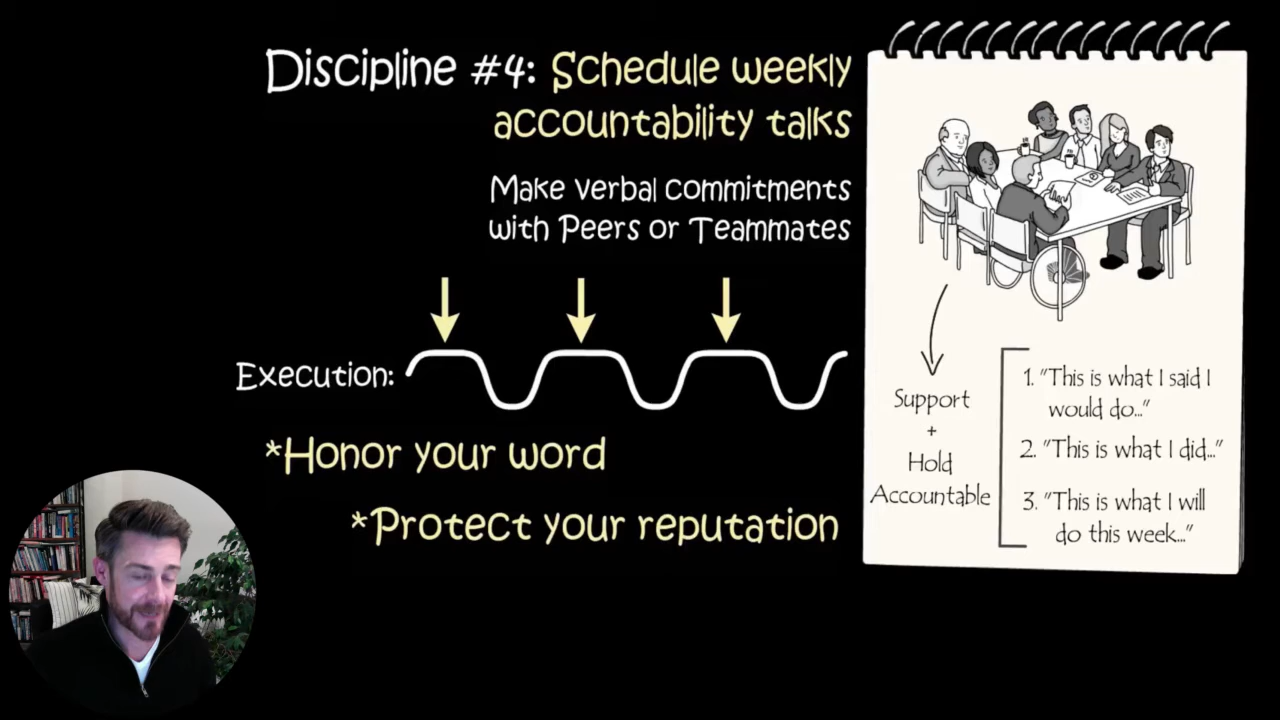 Discipline #4: Schedule weekly
accountability talks
Make verbal commitments
with Peers or Teammates
Execution:
*Honor your word
*Protect your reputation
Support
+
Hold
Accountable
1. "This is what I said I
would do..."
2. "This is what I did..."
3. "This is what I will
do this week..."